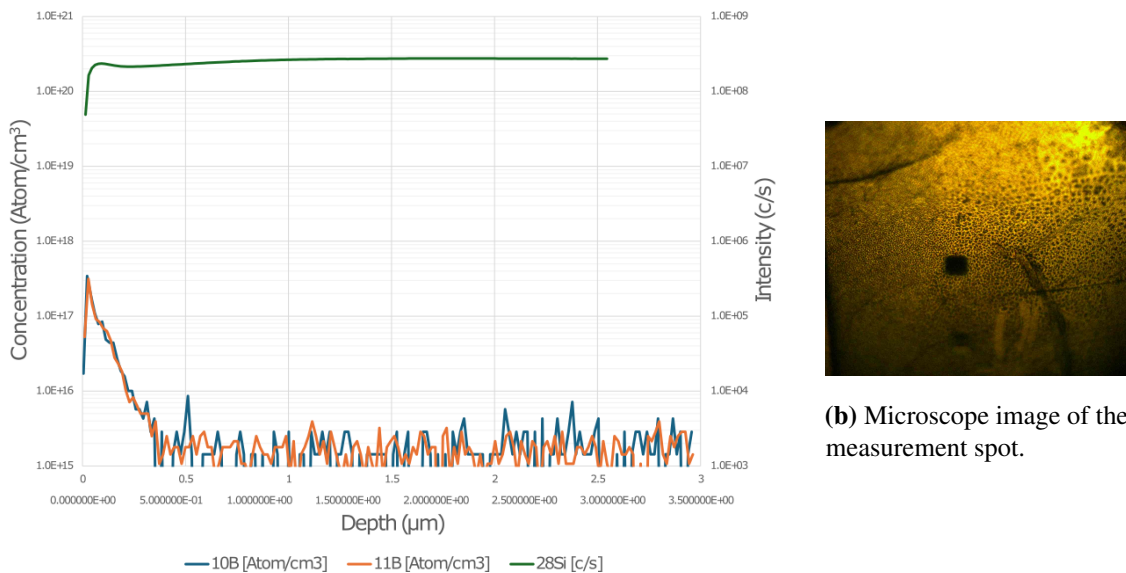 1.0E+21
1.0E+20
1.0E+19
1.0E+18
1.0E+17
1.0E+16
1.0E+15
Concentration (Atom/cm³)
1.0E+09
1.0E+08
1.0E+07
1.0E+06
1.0E+05
1.0E+04
1.0E+03
Intensity (c/s)
0 0.5 1 1.5 2 2.5 3
0.000000E+00 5.000000E-01 1.000000E+00 1.500000E+00 2.000000E+00 2.500000E+00 3.000000E+00 3.500000E+00
Depth (μm)
10B [Atom/cm3] 11B [Atom/cm3] 28Si [c/s]
(b) Microscope image of the
measurement spot.